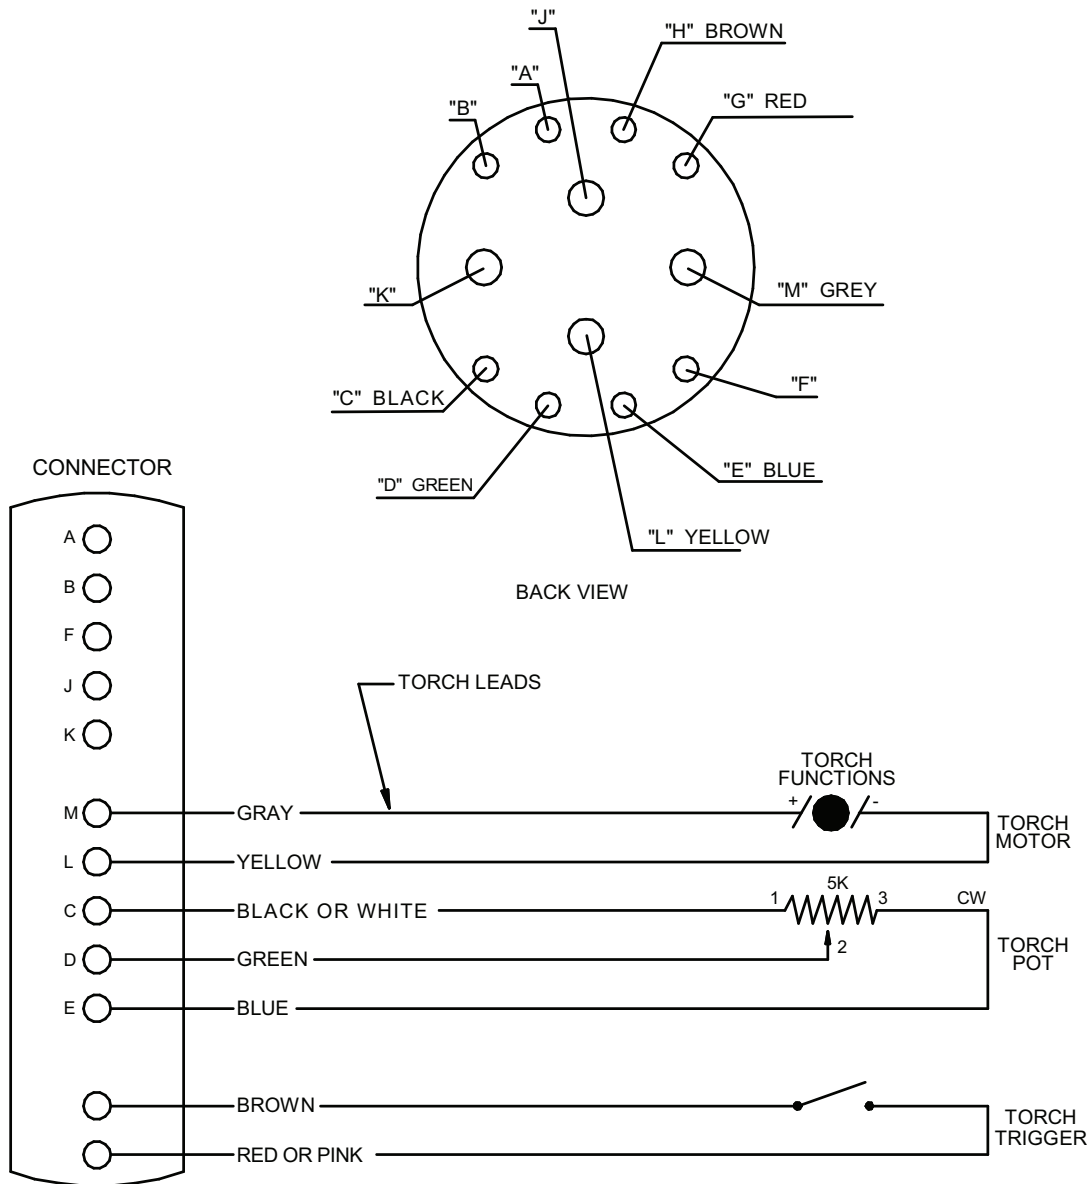 "J"
"H" BROWN
"A"
"G" RED
"B"
"K"
"M" GREY
"C" BLACK
"F"
"D" GREEN
"E" BLUE
"L" YELLOW
BACK VIEW
CONNECTOR
A
B
F
J
K
TORCH LEADS
TORCH
FUNCTIONS
+ -
M GRAY
TORCH
MOTOR
L YELLOW
5K
C BLACK OR WHITE 1 3 CW
D GREEN 2
TORCH
POT
E BLUE
BROWN
TORCH
TRIGGER
RED OR PINK